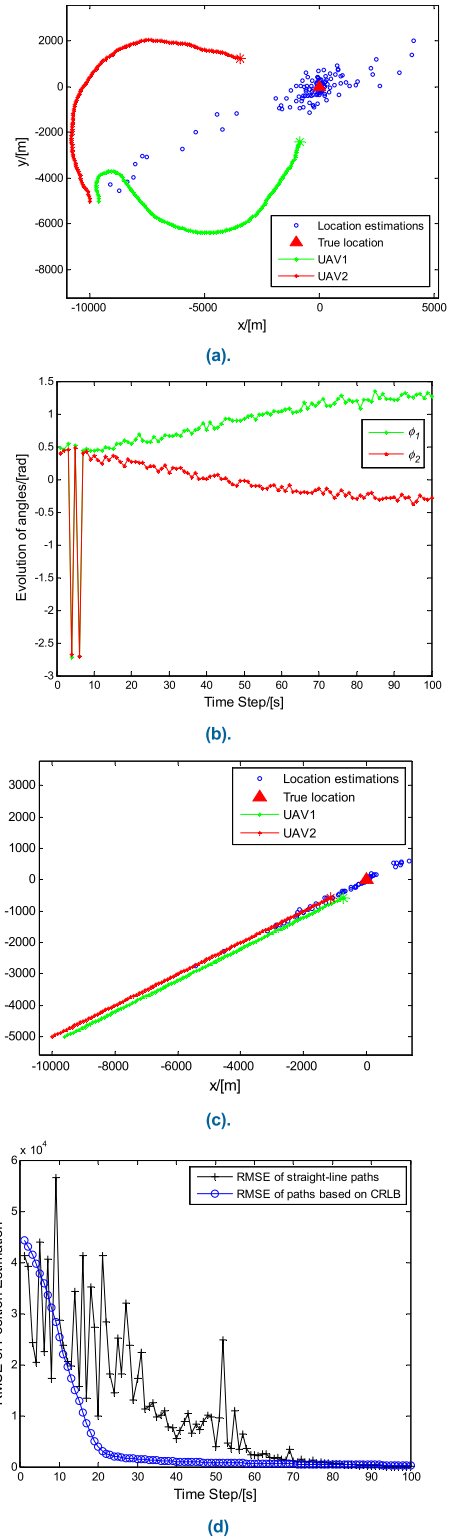 2000
0
-2000
-4000
-6000
-8000
y/[m]
Location estimations
True location
UAV1
UAV2
-10000 -5000 0 5000
x/[m]
(a).
1.5
1
0.5
0
-0.5
-1
-1.5
-2
-2.5
-3
Evolution of angles/[rad]
ϕ1
ϕ2
0 10 20 30 40 50 60 70 80 90 100
Time Step/[s]
(b).
3000
2000
1000
0
-1000
-2000
-3000
-4000
-5000
Location estimations
True location
UAV1
UAV2
-10000 -8000 -6000 -4000 -2000 0
x/[m]
(c).
x 10^4
6
5
4
3
2
1
0
RMSE of straight-line paths
RMSE of paths based on CRLB
0 10 20 30 40 50 60 70 80 90 100
Time Step/[s]
(d)